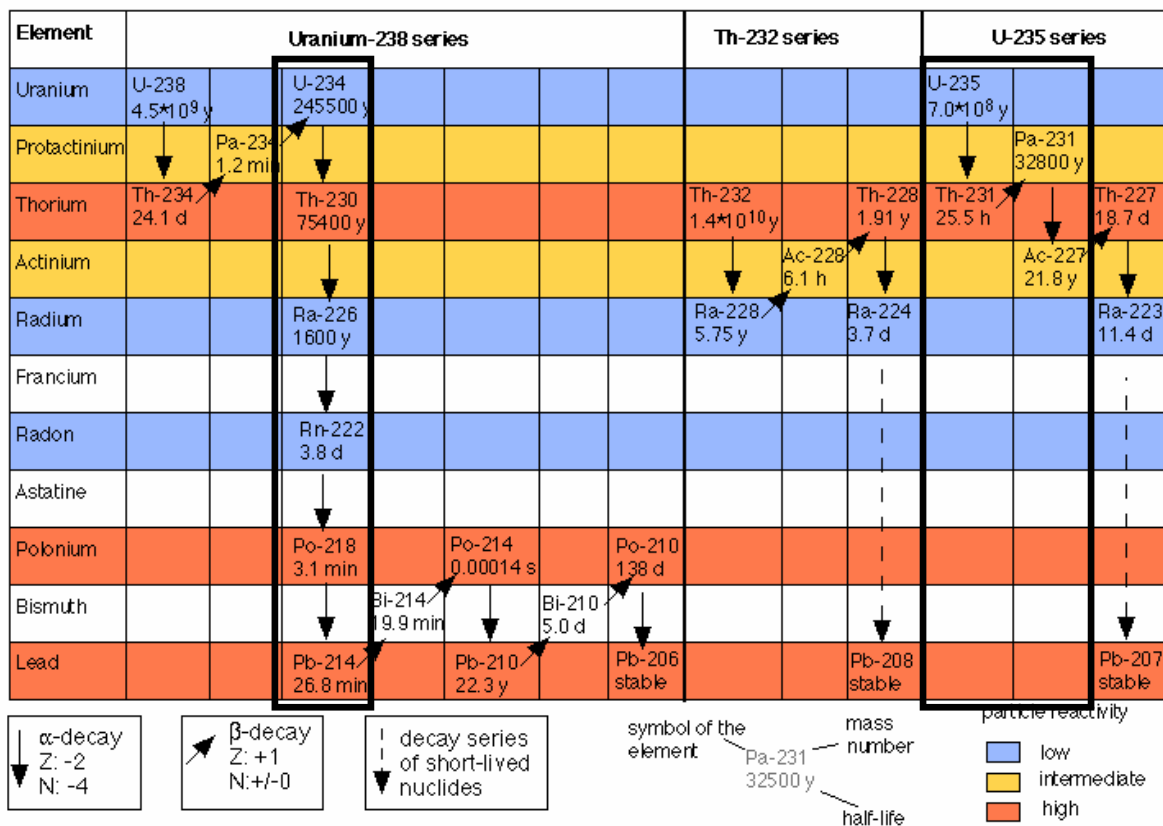 Element Uranium-238 series Th-232 series U-235 series
Uranium U-238 U-234 U-235
4.5*10⁹ y 245500 y 7.0*10⁸ y
Protactinium Pa-234 Pa-231
1.2 min 32800 y
Thorium Th-234 Th-230 Th-232 Th-228 Th-231 Th-227
24.1 d 75400 y 1.4*10¹⁰ y 1.91 y 25.5 h 18.7 d
Actinium Ac-228 Ac-227
6.1 h 21.8 y
Radium Ra-226 Ra-228 Ra-224 Ra-223
1600 y 5.75 y 3.7 d 11.4 d
Francium
Radon Rn-222
3.8 d
Astatine
Polonium Po-218 Po-214 Po-210
3.1 min 0.00014 s 138 d
Bismuth Bi-214 Bi-210
19.9 min 5.0 d
Lead Pb-214 Pb-210 Pb-206 Pb-208 Pb-207
26.8 min 22.3 y stable stable stable
α-decay
Z: -2
N: -4
β-decay
Z: +1
N:+/-0
decay series
of short-lived
nuclides
symbol of the
element
mass
number
Pa-231
32500 y
half-life
particle reactivity
low
intermediate
high